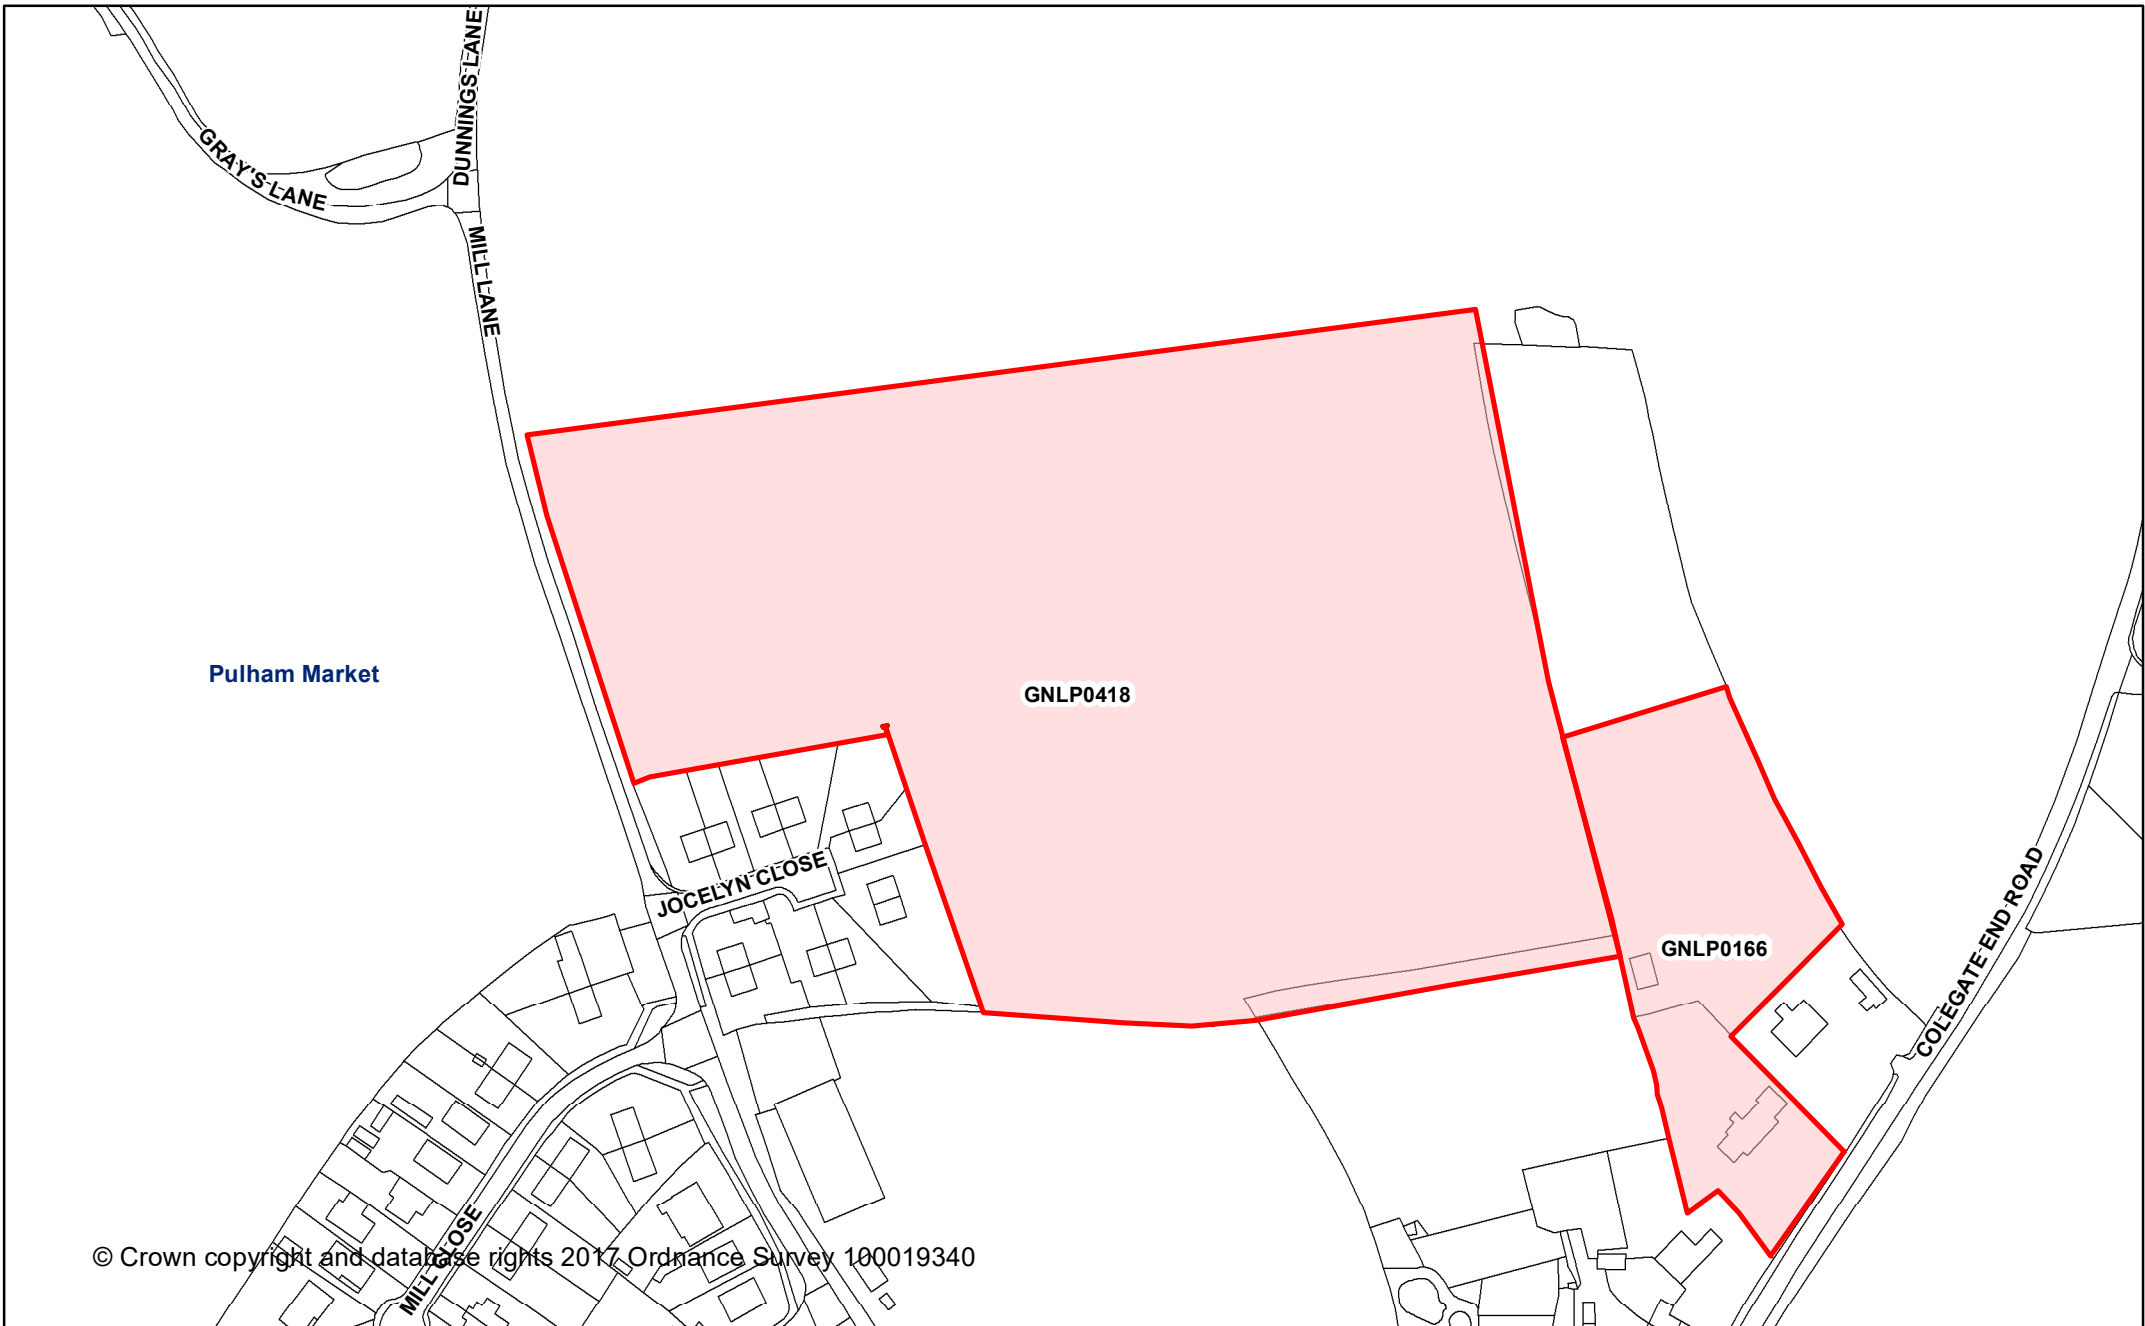 DUNNINGS LANE
GRAY'S LANE
MILL LANE
Pulham Market
GNLP0418
JOCELYN CLOSE
GNLP0166
COLEGATE END ROAD
MILL CLOSE
© Crown copyright and database rights 2017 Ordnance Survey 100019340